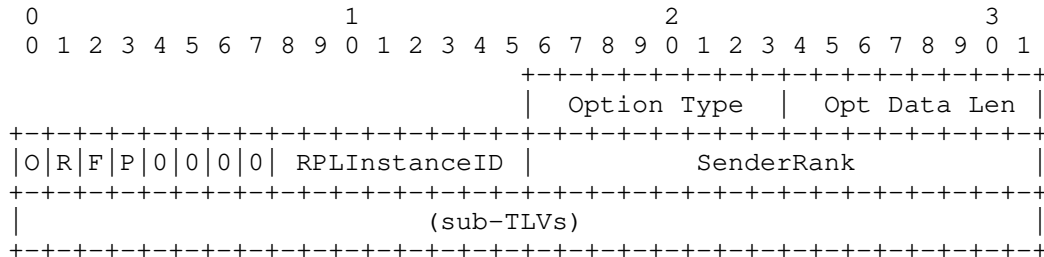 0                   1                   2                   3
 0 1 2 3 4 5 6 7 8 9 0 1 2 3 4 5 6 7 8 9 0 1 2 3 4 5 6 7 8 9 0 1
                                +-+-+-+-+-+-+-+-+-+-+-+-+-+-+-+-+
                                |  Option Type  |  Opt Data Len |
+-+-+-+-+-+-+-+-+-+-+-+-+-+-+-+-+-+-+-+-+-+-+-+-+-+-+-+-+-+-+-+-+
|O|R|F|P|0|0|0|0| RPLInstanceID |          SenderRank           |
+-+-+-+-+-+-+-+-+-+-+-+-+-+-+-+-+-+-+-+-+-+-+-+-+-+-+-+-+-+-+-+-+
|                         (sub-TLVs)                            |
+-+-+-+-+-+-+-+-+-+-+-+-+-+-+-+-+-+-+-+-+-+-+-+-+-+-+-+-+-+-+-+-+